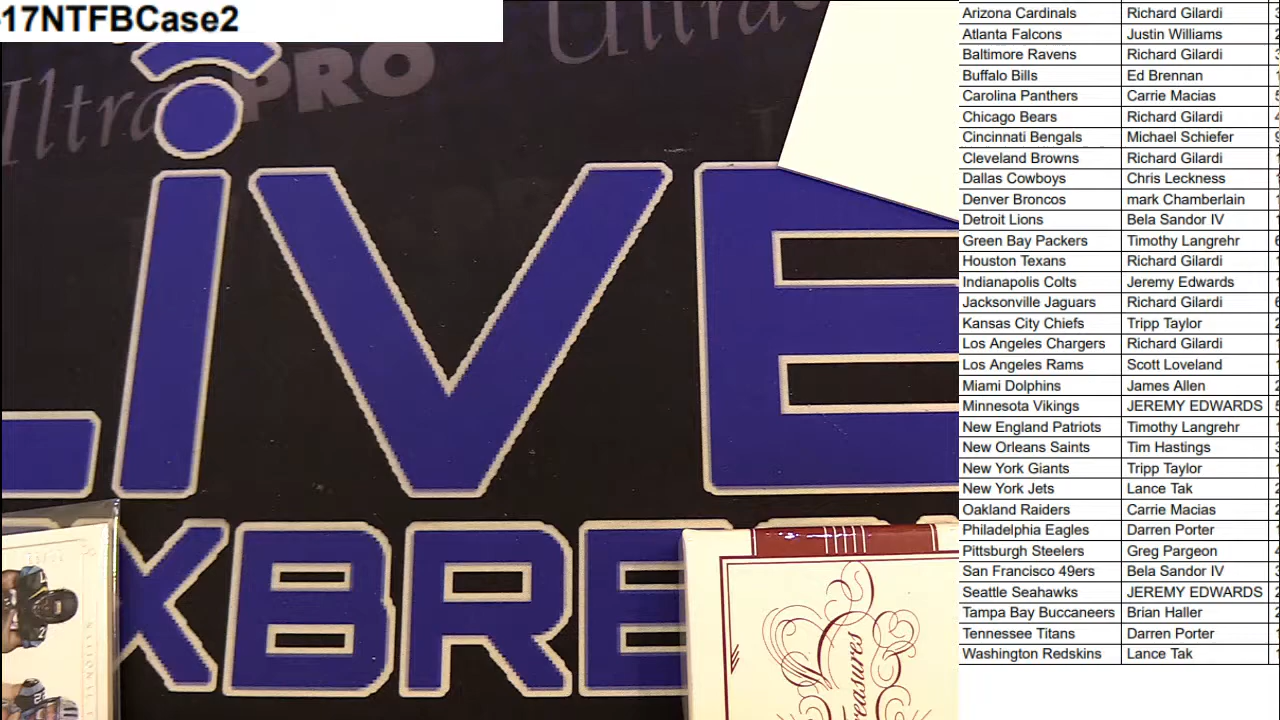 17NTFBCase2
Ultra PRO
Ultra
LiVE
XBRE
Treasures
Arizona Cardinals Richard Gilardi
Atlanta Falcons Justin Williams
Baltimore Ravens Richard Gilardi
Buffalo Bills Ed Brennan
Carolina Panthers Carrie Macias
Chicago Bears Richard Gilardi
Cincinnati Bengals Michael Schiefer
Cleveland Browns Richard Gilardi
Dallas Cowboys Chris Leckness
Denver Broncos mark Chamberlain
Detroit Lions Bela Sandor IV
Green Bay Packers Timothy Langrehr
Houston Texans Richard Gilardi
Indianapolis Colts Jeremy Edwards
Jacksonville Jaguars Richard Gilardi
Kansas City Chiefs Tripp Taylor
Los Angeles Chargers Richard Gilardi
Los Angeles Rams Scott Loveland
Miami Dolphins James Allen
Minnesota Vikings JEREMY EDWARDS
New England Patriots Timothy Langrehr
New Orleans Saints Tim Hastings
New York Giants Tripp Taylor
New York Jets Lance Tak
Oakland Raiders Carrie Macias
Philadelphia Eagles Darren Porter
Pittsburgh Steelers Greg Pargeon
San Francisco 49ers Bela Sandor IV
Seattle Seahawks JEREMY EDWARDS
Tampa Bay Buccaneers Brian Haller
Tennessee Titans Darren Porter
Washington Redskins Lance Tak